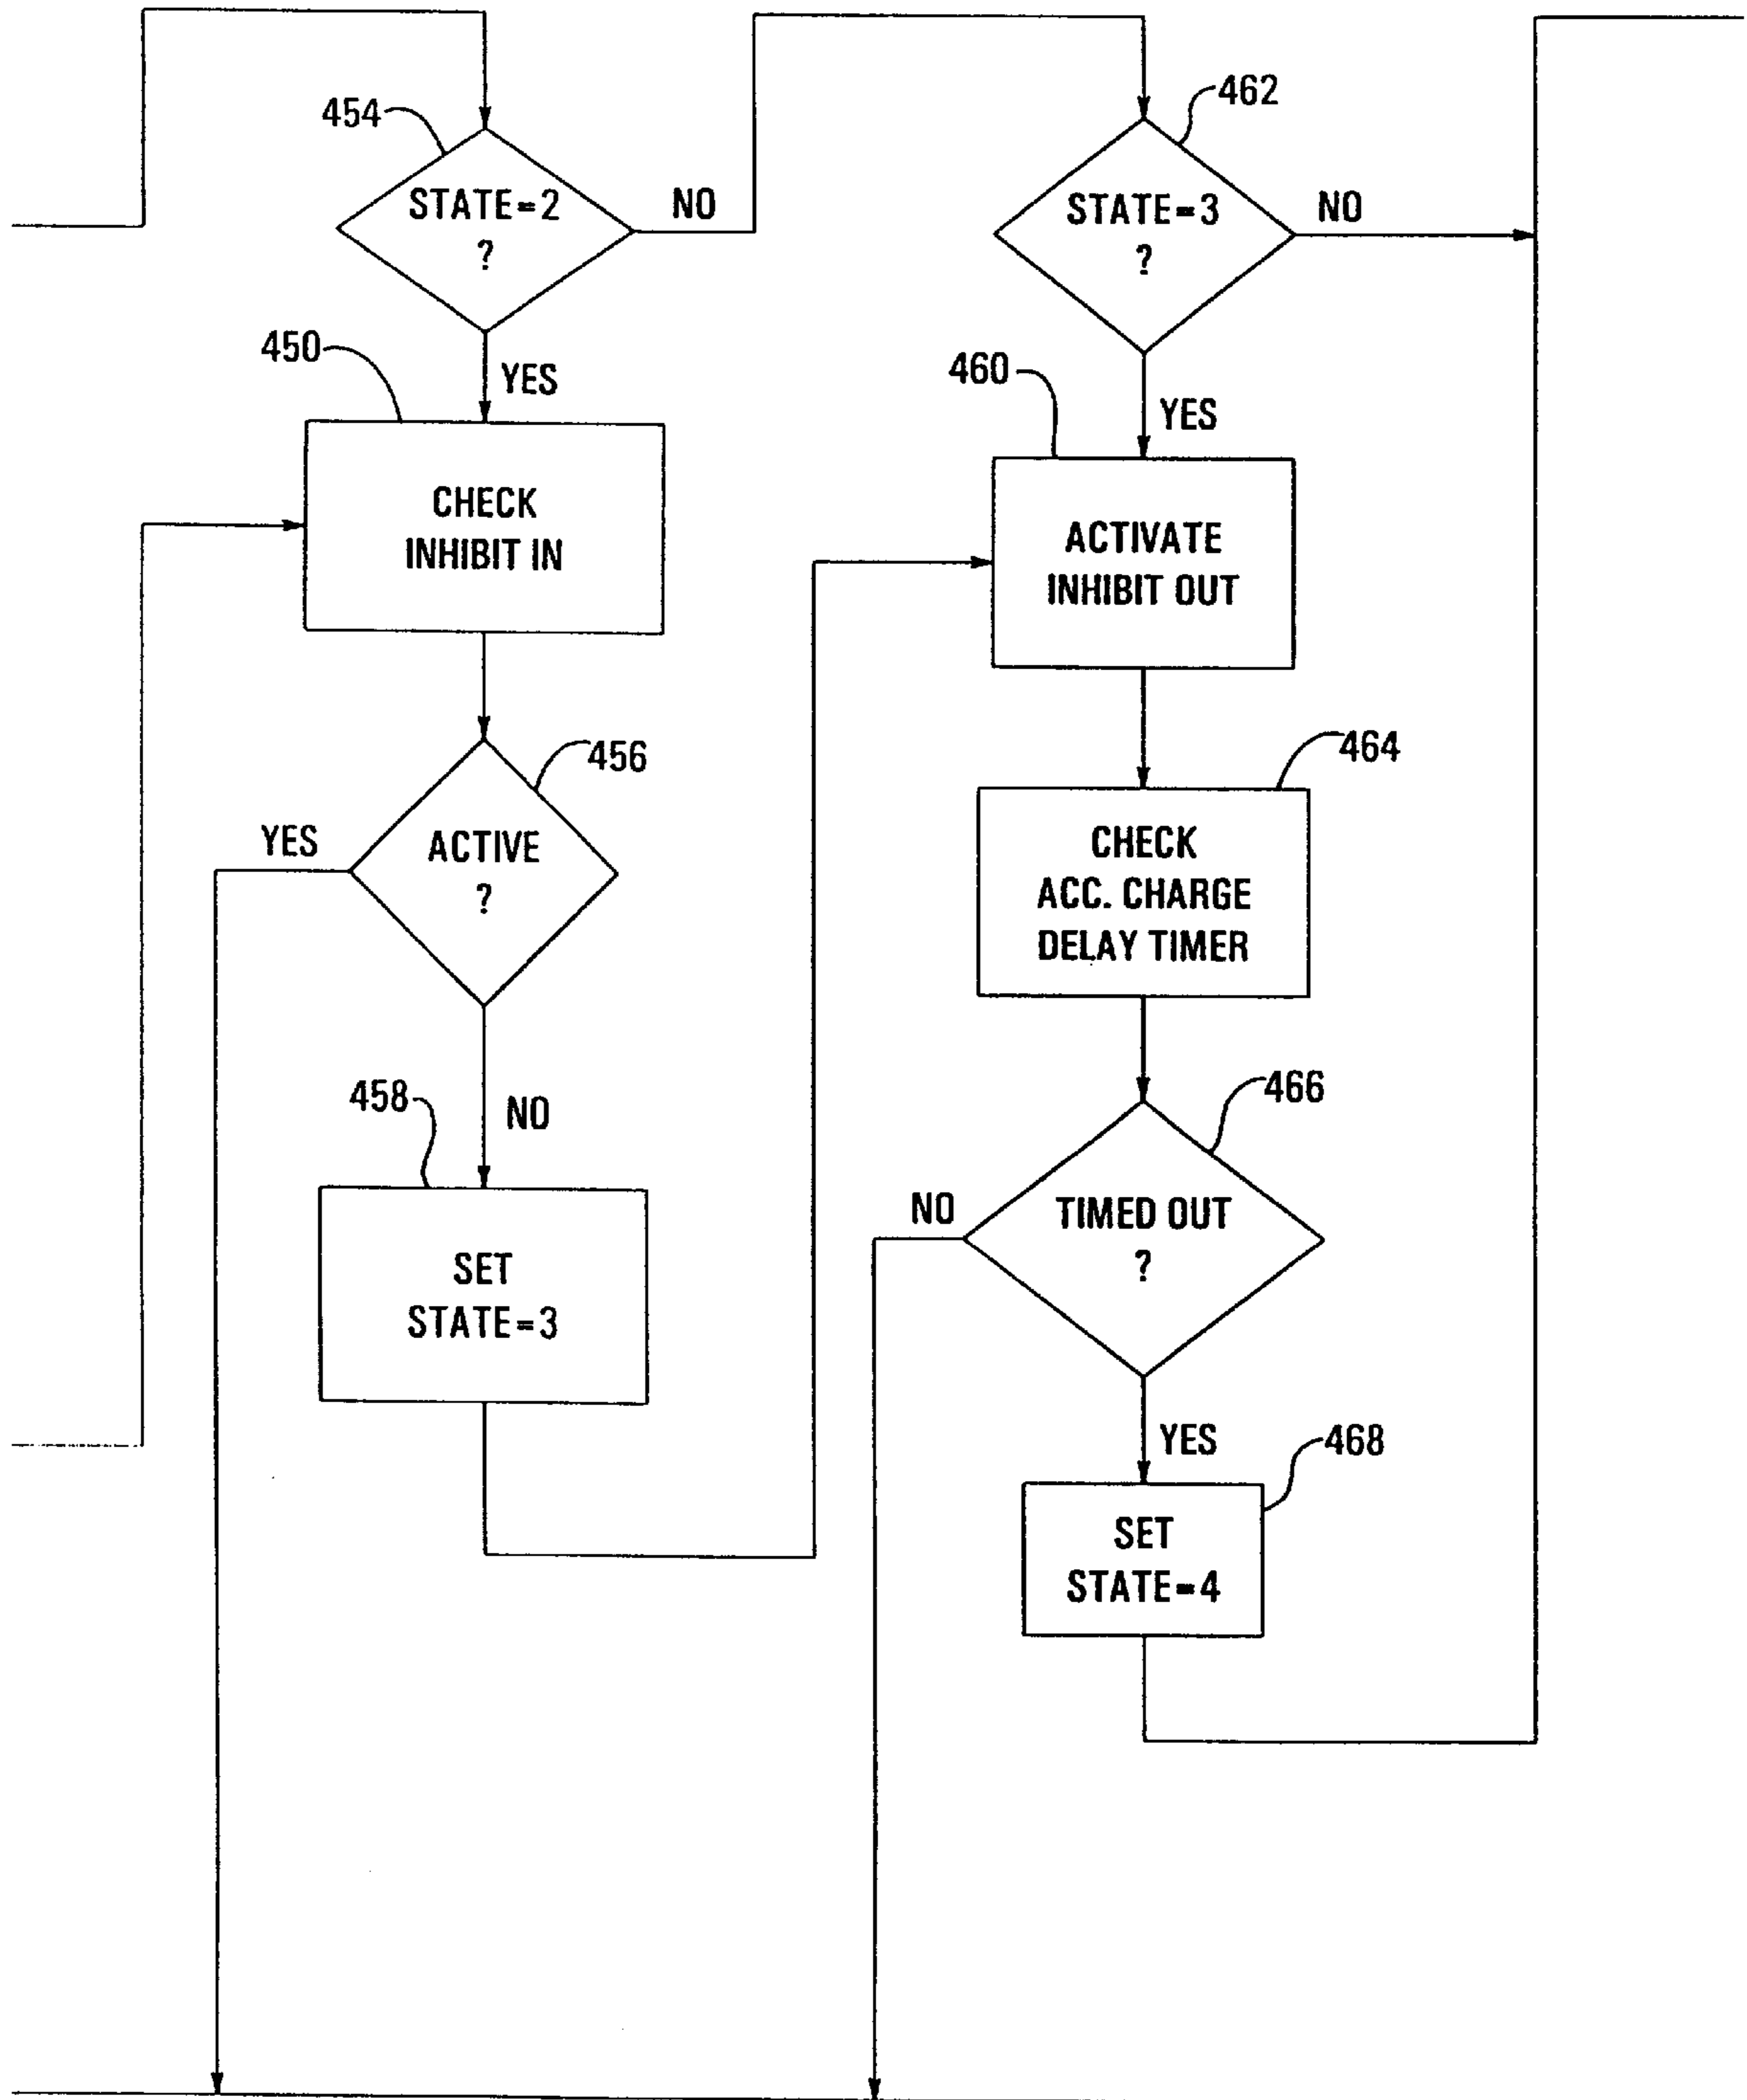 454
STATE=2
?
NO
YES
450
CHECK
INHIBIT IN
456
YES
ACTIVE
?
NO
458
SET
STATE=3
462
STATE=3
?
NO
YES
460
ACTIVATE
INHIBIT OUT
464
CHECK
ACC. CHARGE
DELAY TIMER
466
NO
TIMED OUT
?
YES
468
SET
STATE=4